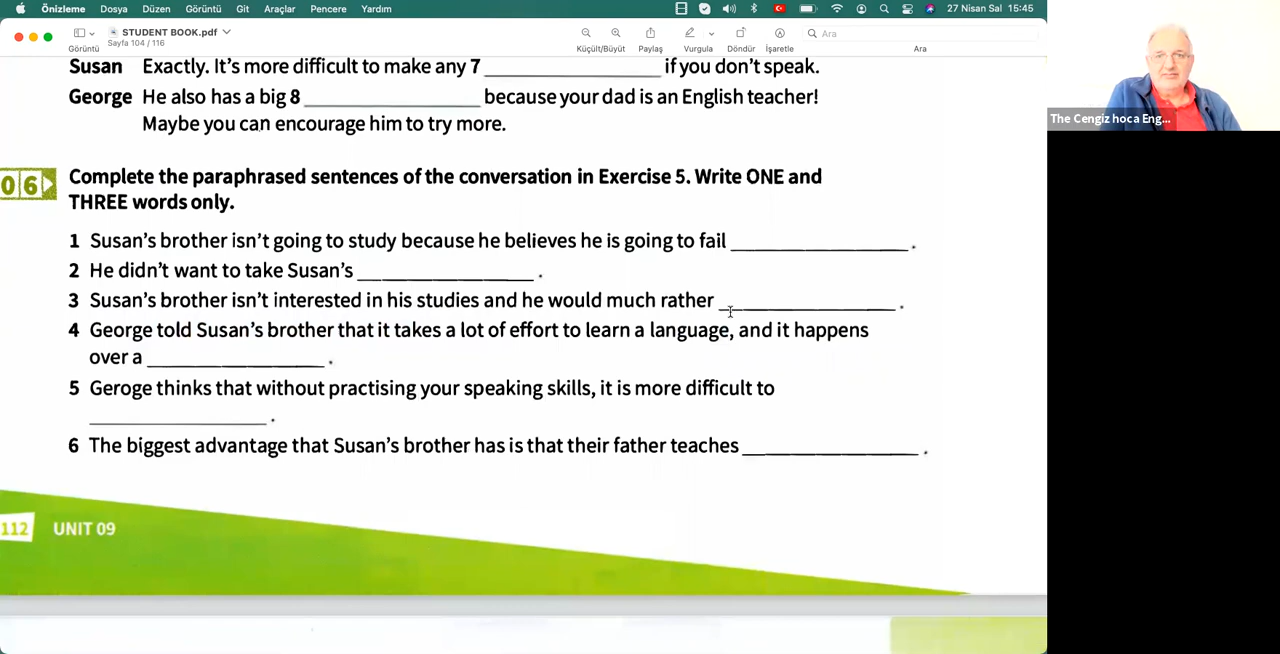 Önizleme Dosya Düzen Görüntü Git Araçlar Pencere Yardım 27 Nisan Sal 15:45
STUDENT BOOK.pdf
Sayfa 104 / 116
Görüntü Küçült/Büyüt Paylaş Vurgula Döndür İşaretle Ara Ara
Susan Exactly. It's more difficult to make any 7 ____________________ if you don't speak.
George He also has a big 8 ____________________ because your dad is an English teacher!
Maybe you can encourage him to try more.
06 Complete the paraphrased sentences of the conversation in Exercise 5. Write ONE and
THREE words only.
1 Susan's brother isn't going to study because he believes he is going to fail ____________________.
2 He didn't want to take Susan's ____________________.
3 Susan's brother isn't interested in his studies and he would much rather ____________________.
4 George told Susan's brother that it takes a lot of effort to learn a language, and it happens
over a ____________________.
5 Geroge thinks that without practising your speaking skills, it is more difficult to
____________________.
6 The biggest advantage that Susan's brother has is that their father teaches ____________________.
112 UNIT 09
The Cengiz hoca Eng...